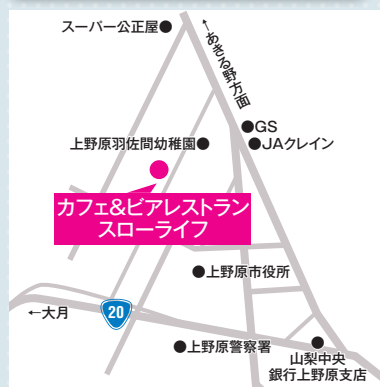 スーパー公正屋
←あきる野方面
GS
JAクレイン
上野原羽佐間幼稚園
カフェ&ビアレストラン
スローライフ
上野原市役所
←大月
20
上野原警察署
山梨中央
銀行上野原支店